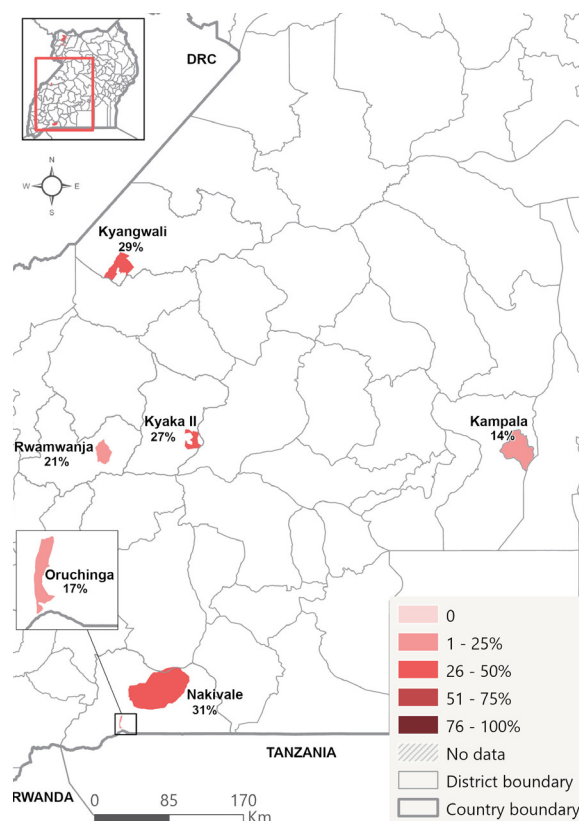 DRC
N
W E
S
Kyangwali
29%
Kyaka II
27%
Kampala
14%
Rwamwanja
21%
Oruchinga
17%
Nakivale
31%
TANZANIA
RWANDA
0 85 170
Km
0
1 - 25%
26 - 50%
51 - 75%
76 - 100%
No data
District boundary
Country boundary